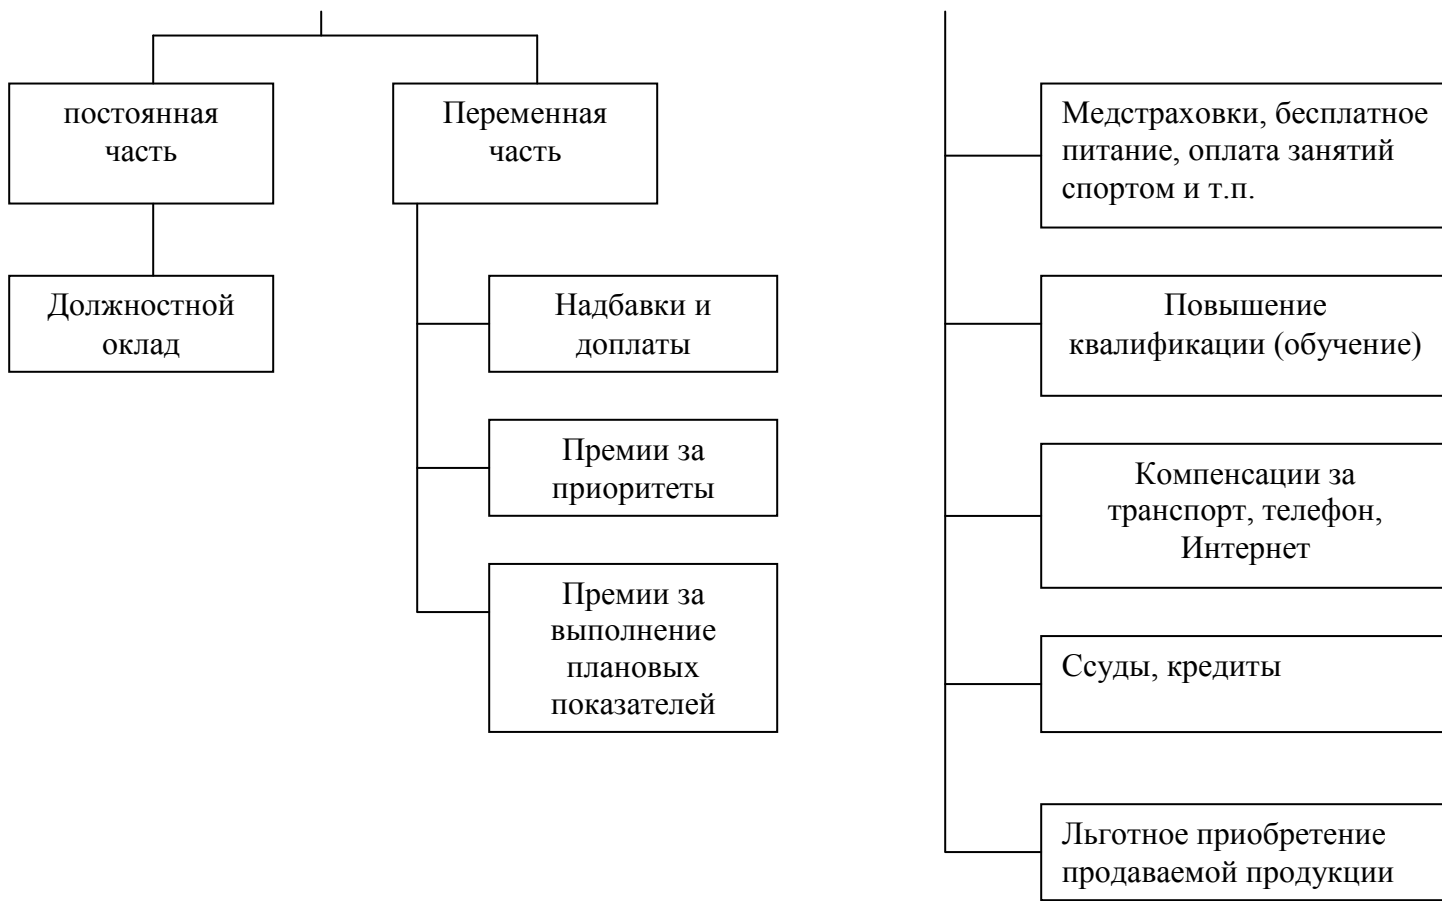 постоянная
часть
Переменная
часть
Должностной
оклад
Надбавки и
доплаты
Премии за
приоритеты
Премии за
выполнение
плановых
показателей
Медстраховки, бесплатное
питание, оплата занятий
спортом и т.п.
Повышение
квалификации (обучение)
Компенсации за
транспорт, телефон,
Интернет
Ссуды, кредиты
Льготное приобретение
продаваемой продукции